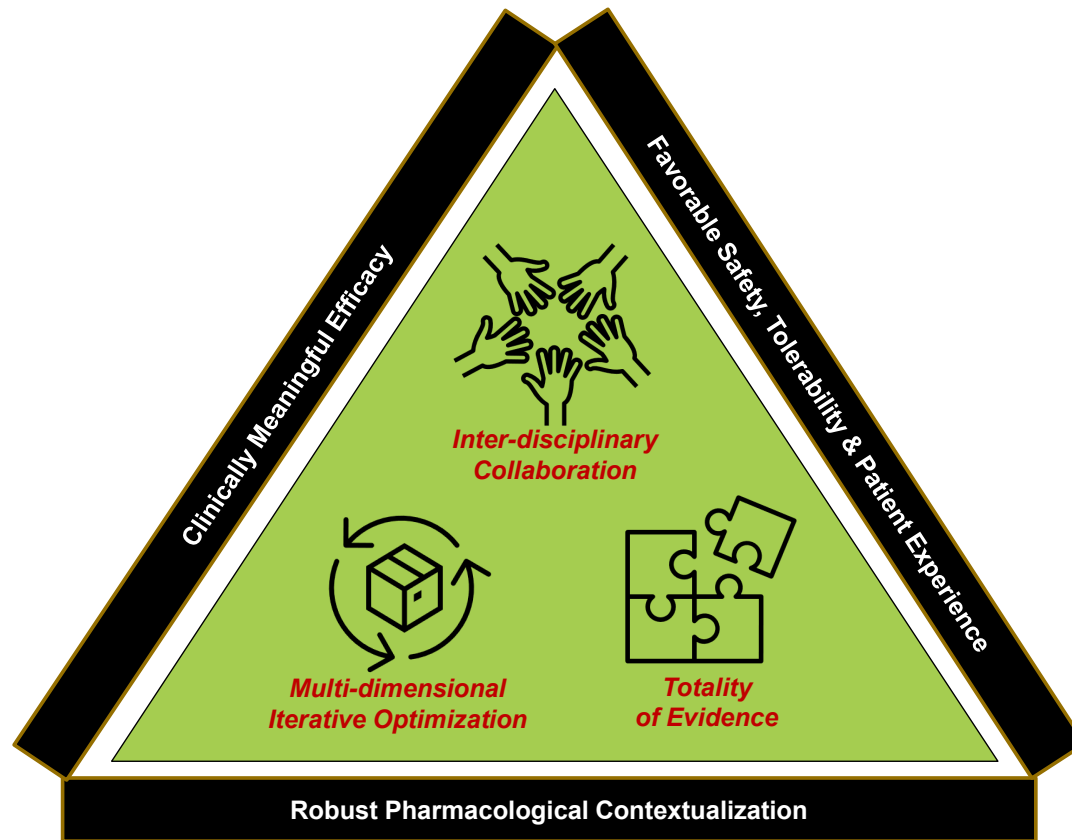 Clinically Meaningful Efficacy
Favorable Safety, Tolerability & Patient Experience
Inter-disciplinary
Collaboration
Multi-dimensional
Iterative Optimization
Totality
of Evidence
Robust Pharmacological Contextualization